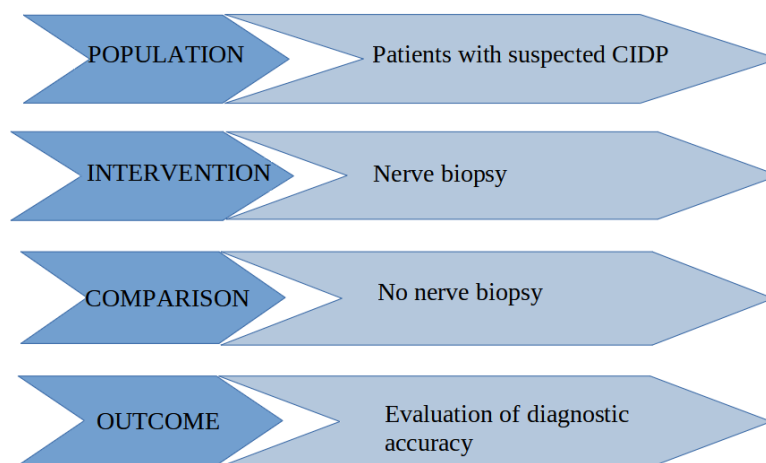 POPULATION
Patients with suspected CIDP
INTERVENTION
Nerve biopsy
COMPARISON
No nerve biopsy
OUTCOME
Evaluation of diagnostic
accuracy